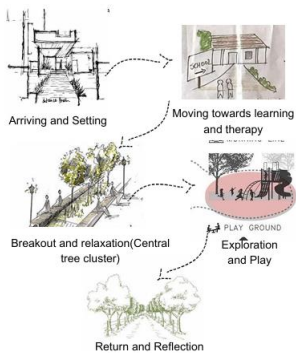 Arriving and Setting
SCHOOL
Moving towards learning
and therapy
Breakout and relaxation(Central
tree cluster)
PLAY GROUND
Exploration
and Play
Return and Reflection